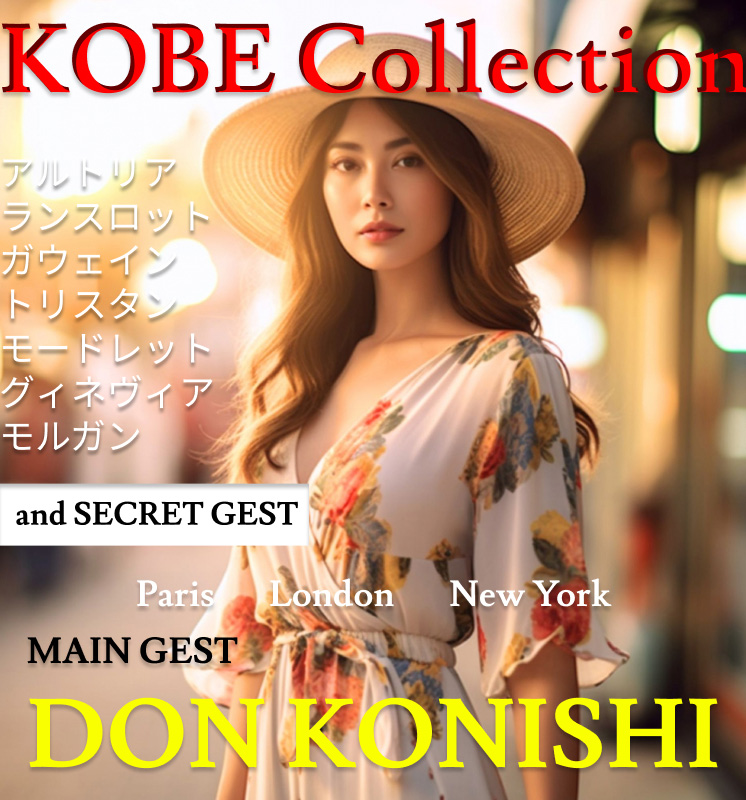 KOBE Collection
アルトリア
ランスロット
ガウェイン
トリスタン
モードレット
グィネヴィア
モルガン
and SECRET GEST
Paris London New York
MAIN GEST
DON KONISHI